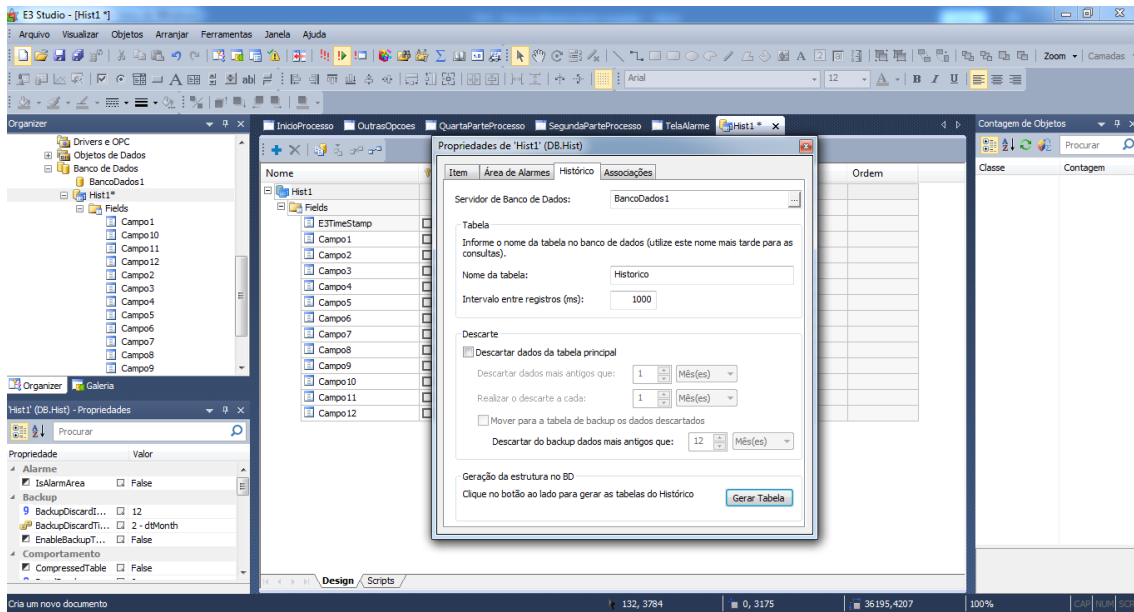 E3 Studio - [Hist1 *]
Arquivo Visualizar Objetos Arranjar Ferramentas Janela Ajuda
Zoom Camadas
Arial 12
Organizer
InicioProcesso OutrasOpcoes QuartaParteProcesso SegundaParteProcesso TelaAlarme Hist1 *
Contagem de Objetos
Drivers e OPC
Objetos de Dados
Banco de Dados
BancoDados1
Hist1*
Fields
Campo1
Campo10
Campo11
Campo12
Campo2
Campo3
Campo4
Campo5
Campo6
Campo7
Campo8
Campo9
Organizer Galeria
'Hist1' (DB.Hist) - Propriedades
Procurar
Propriedade Valor
Alarme
IsAlarmArea False
Backup
BackupDiscardI... 12
BackupDiscardTi... 2 - dtMonth
EnableBackupT... False
Comportamento
CompressedTable False
Nome
Hist1
Fields
E3TimeStamp
Campo1
Campo2
Campo3
Campo4
Campo5
Campo6
Campo7
Campo8
Campo9
Campo10
Campo11
Campo12
Design Scripts
Propriedades de 'Hist1' (DB.Hist)
Item Área de Alarmes Histórico Associações
Servidor de Banco de Dados: BancoDados1 ...
Tabela
Informe o nome da tabela no banco de dados (utilize este nome mais tarde para as
consultas).
Nome da tabela: Historico
Intervalo entre registros (ms): 1000
Descarte
Descartar dados da tabela principal
Descartar dados mais antigos que: 1 Mês(es)
Realizar o descarte a cada: 1 Mês(es)
Mover para a tabela de backup os dados descartados
Descartar do backup dados mais antigos que: 12 Mês(es)
Geração da estrutura no BD
Clique no botão ao lado para gerar as tabelas do Histórico
Gerar Tabela
Ordem
Procurar
Classe Contagem
Cria um novo documento
132, 3784
0, 3175
36195,4207
100%
CAP NUM SCR